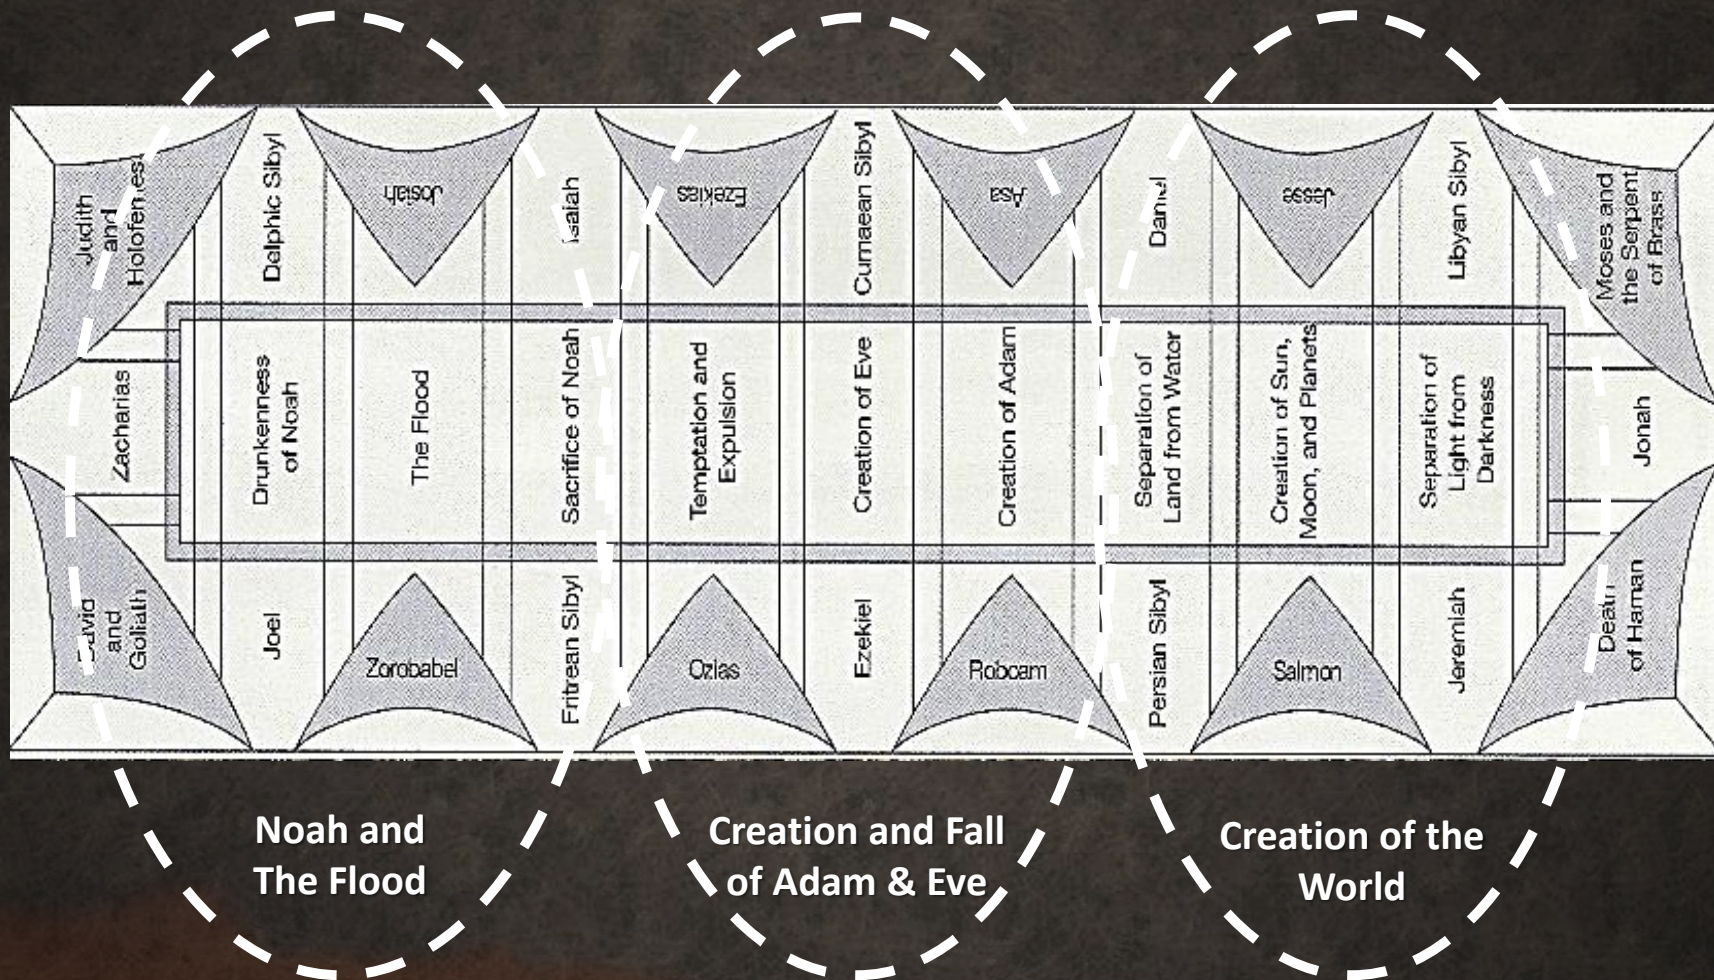 Judith
and
Holofernes
Delphic Sibyl
Josiah
Isaiah
Ezekias
Cumaean Sibyl
Asa
Daniel
Jesse
Libyan Sibyl
Moses and
the Serpent
of Brass
Zacharias
Drunkenness
of Noah
The Flood
Sacrifice of Noah
Temptation and
Expulsion
Creation of Eve
Creation of Adam
Separation of
Land from Water
Creation of Sun,
Moon, and Planets
Separation of
Light from
Darkness
Jonah
David
and
Goliath
Joel
Zorobabel
Eritrean Sibyl
Ozias
Ezekiel
Roboam
Persian Sibyl
Salmon
Jeremiah
Death
of Haman
Noah and
The Flood
Creation and Fall
of Adam & Eve
Creation of the
World